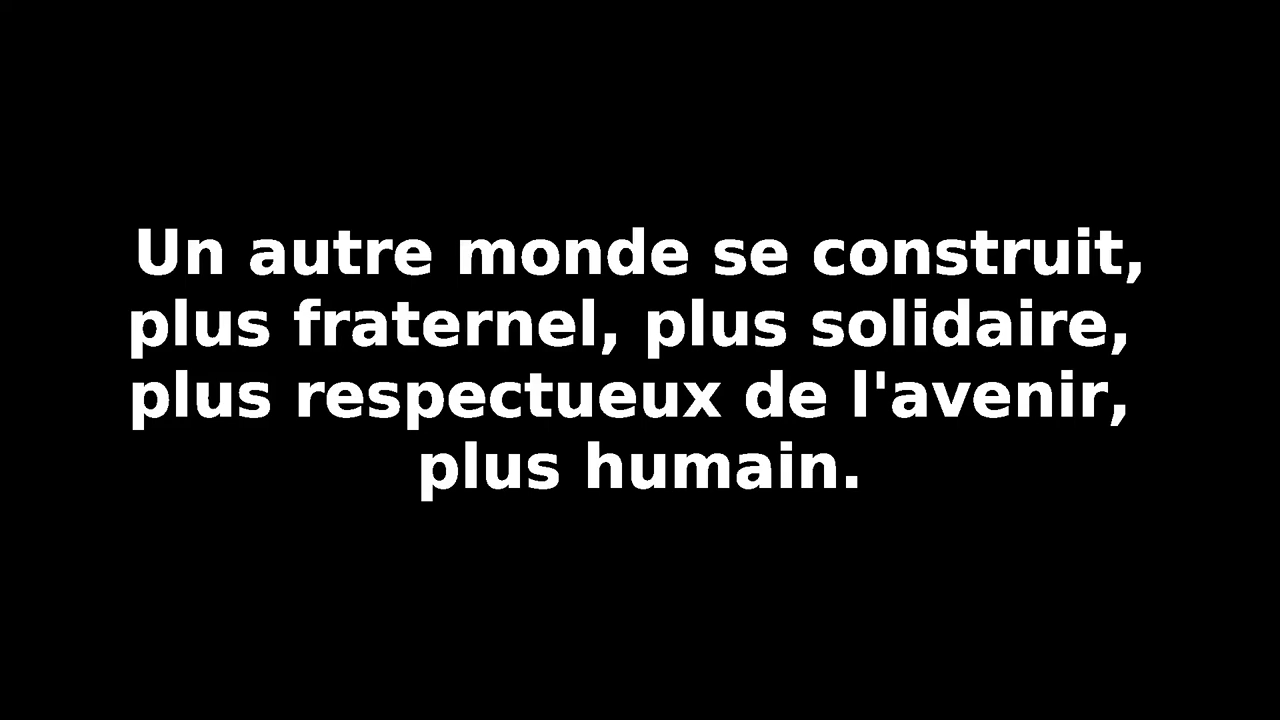 Un autre monde se construit,
plus fraternel, plus solidaire,
plus respectueux de l'avenir,
plus humain.